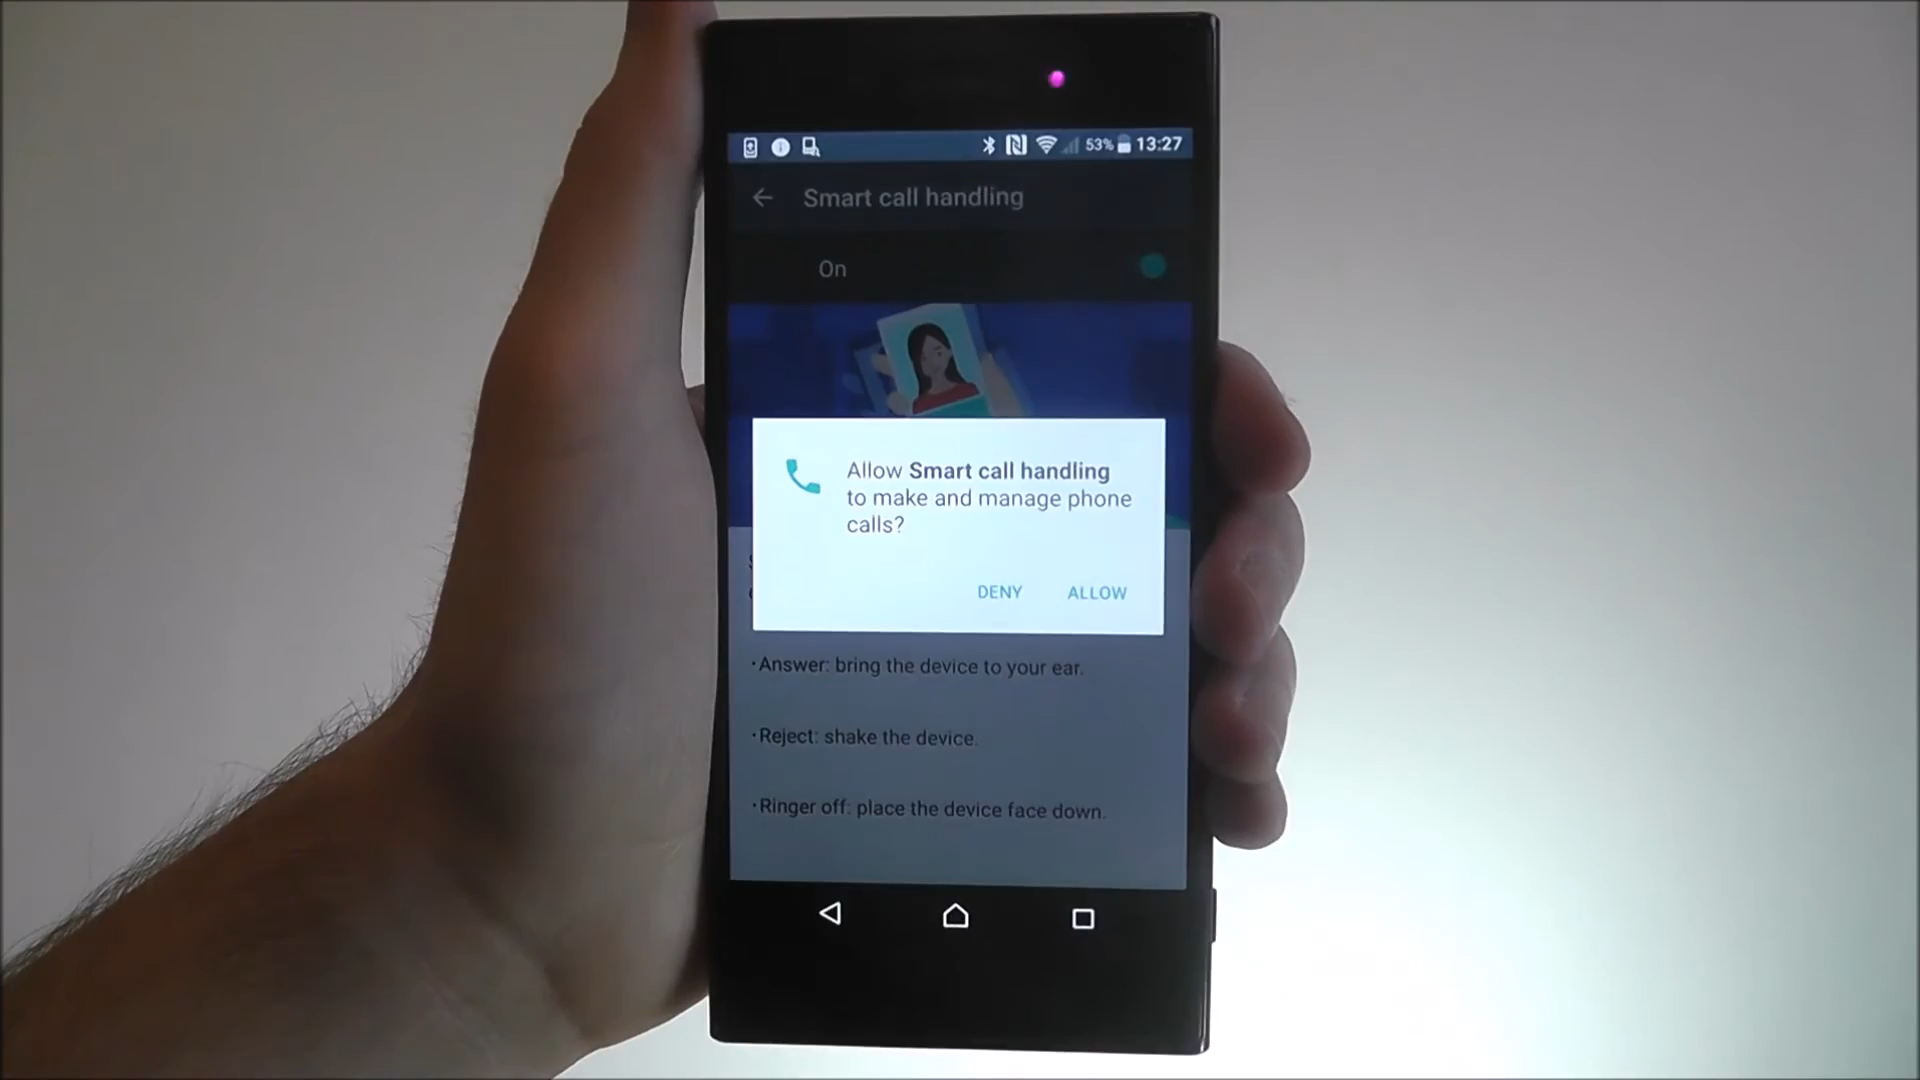 53% 13:27
Smart call handling
On
Allow Smart call handling
to make and manage phone
calls?
DENY ALLOW
·Answer: bring the device to your ear.
·Reject: shake the device.
·Ringer off: place the device face down.